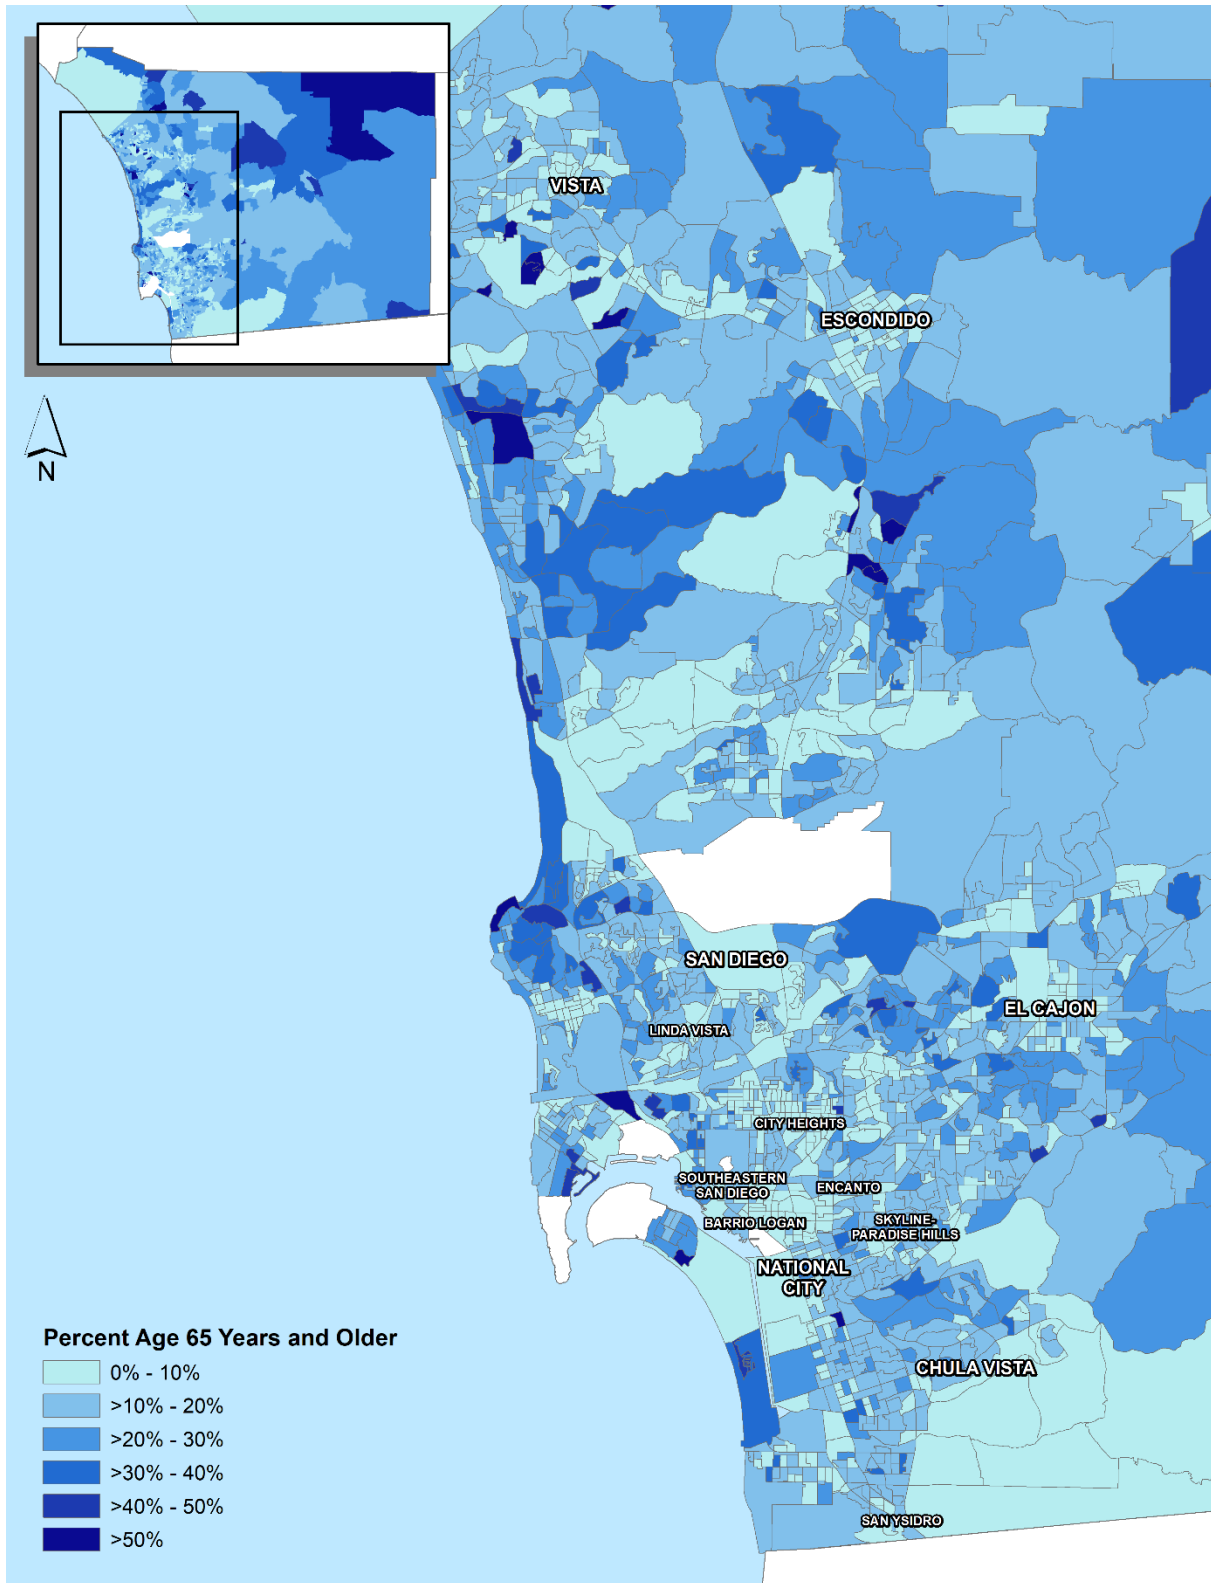 VISTA
ESCONDIDO
N
SAN DIEGO
EL CAJON
LINDA VISTA
CITY HEIGHTS
SOUTHEASTERN
SAN DIEGO
ENCANTO
BARRIO LOGAN
SKYLINE-
PARADISE HILLS
NATIONAL
CITY
CHULA VISTA
SAN YSIDRO
Percent Age 65 Years and Older
0% - 10%
>10% - 20%
>20% - 30%
>30% - 40%
>40% - 50%
>50%